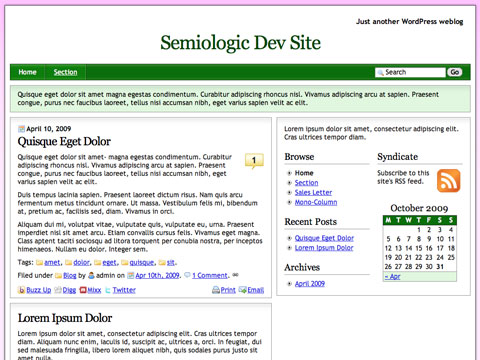 Just another WordPress weblog
Semiologic Dev Site
Home Section Search Go
Quisque eget dolor sit amet magna egestas condimentum. Curabitur adipiscing rhoncus nisl. Vivamus adipiscing arcu at sapien. Praesent
congue, purus nec faucibus laoreet, tellus nisi accumsan nibh, eget varius sapien velit ac elit.
April 10, 2009
Quisque Eget Dolor
1
Quisque eget dolor sit amet- magna egestas condimentum. Curabitur
adipiscing rhoncus nisl. Vivamus adipiscing arcu at sapien. Praesent
congue, purus nec faucibus laoreet, tellus nisi accumsan nibh, eget
varius sapien velit ac elit.
Duis tempus lacinia sapien. Praesent laoreet dictum risus. Nam quis arcu
fermentum metus tincidunt ornare. Ut massa. Vestibulum felis mi, bibendum
at, pretium ac, facilisis sed, diam. Vivamus in orci.
Aliquam dui mi, volutpat vitae, vulputate quis, vulputate eu, urna. Praesent
imperdiet nisi sit amet eros. Etiam convallis cursus felis. Vivamus eget magna.
Class aptent taciti sociosqu ad litora torquent per conubia nostra, per inceptos
himenaeos. Nullam eu dolor. Integer sem.
Tags: amet, dolor, eget, quisque, sit.
Filed under Blog by admin on Apr 10th, 2009. 1 Comment.
Buzz Up Digg Mixx Twitter Print Email
Lorem Ipsum Dolor
Lorem ipsum dolor sit amet, consectetuer adipiscing elit. Cras ultrices tempor
diam. Aliquam nunc enim, iaculis id, suscipit ac, ultrices a, orci. In feugiat, dui
sed malesuada fringilla, libero lorem aliquet nibh, quis sodales purus justo sit
amet nulla.
Lorem ipsum dolor sit amet, consectetur adipiscing elit.
Cras ultrices tempor diam.
Browse
Home
Section
Sales Letter
Mono-Column
Recent Posts
Quisque Eget Dolor
Lorem Ipsum Dolor
Archives
April 2009
Syndicate
Subscribe to this
site's RSS feed.
October 2009
M T W T F S S
1 2 3 4
5 6 7 8 9 10 11
12 13 14 15 16 17 18
19 20 21 22 23 24 25
26 27 28 29 30 31
« Apr